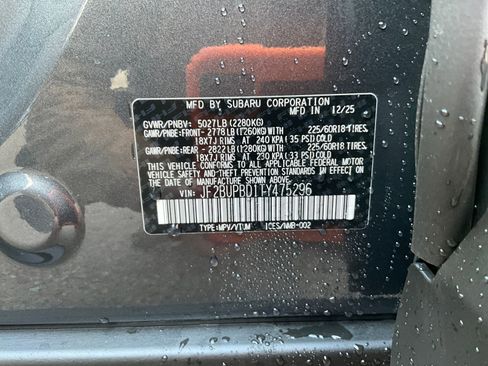 MFD BY SUBARU CORPORATION
MFD IN 12/25
GVWR/PNBV: 5027LB(2280KG)
GAWR/PNBE:FRONT- 2778LB(1260KG)WITH 225/60R18 TIRES,
18X7J RIMS AT 240 KPA(35 PSI)COLD
GAWR/PNBE:REAR - 2822LB(1280KG)WITH 225/60R18 TIRES,
18X7J RIMS AT 230 KPA(33 PSI)COLD
THIS VEHICLE CONFORMS TO ALL APPLICABLE FEDERAL MOTOR
VEHICLE SAFETY AND THEFT PREVENTION STANDARDS IN EFFECT
ON THE DATE OF MANUFACTURE SHOWN ABOVE.
VIN: JF2BUPBD1TY475296
TYPE:MPV/VTUM ICES/NMB-002